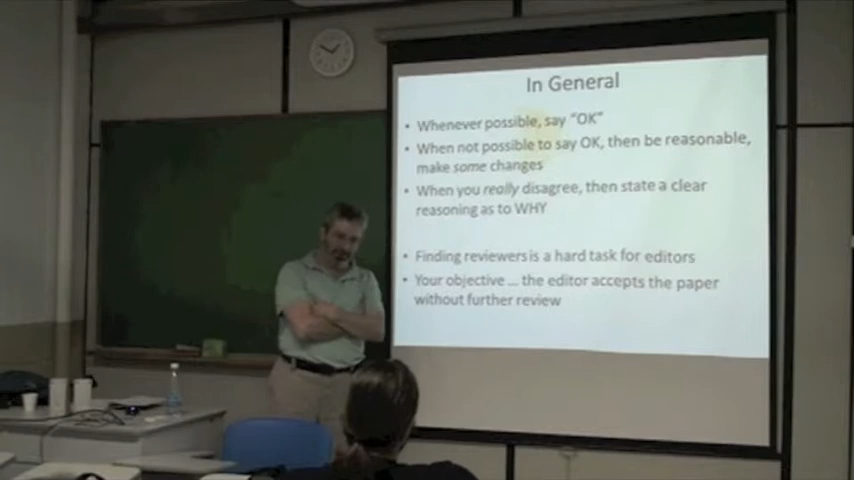 In General
• Whenever possible, say "OK"
• When not possible to say OK, then be reasonable,
make some changes
• When you really disagree, then state a clear
reasoning as to WHY
• Finding reviewers is a hard task for editors
• Your objective ... the editor accepts the paper
without further review